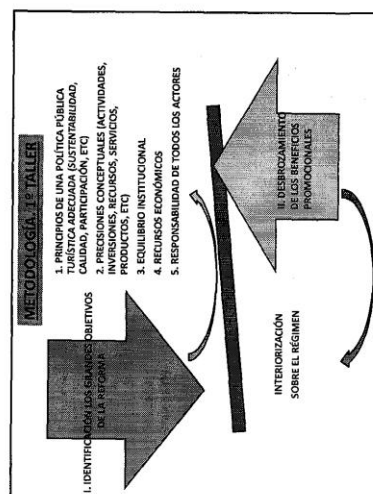 METODOLOGÍA. 1º TALLER
I. IDENTIFICACIÓN LOS GRANDES OBJETIVOS
DE LA REFORMA
1. PRINCIPIOS DE UNA POLÍTICA PÚBLICA
TURÍSTICA ADECUADA (SUSTENTABILIDAD,
CALIDAD, PARTICIPACIÓN, ETC)
2. PRECISIONES CONCEPTUALES (ACTIVIDADES,
INVERSIONES, RECURSOS, SERVICIOS,
PRODUCTOS, ETC)
3. EQUILIBRIO INSTITUCIONAL
4. RECURSOS ECONÓMICOS
5. RESPONSABILIDAD DE TODOS LOS ACTORES
INTERIORIZACIÓN
SOBRE EL RÉGIMEN
II. DESBROZAMIENTO
DE LOS BENEFICIOS
PROMOCIONALES